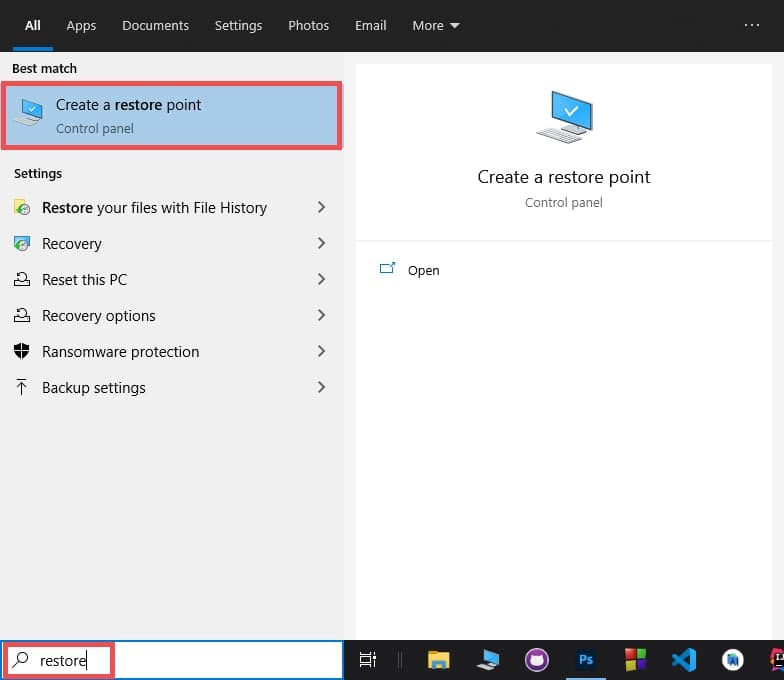 All Apps Documents Settings Photos Email More ...
Best match
Create a restore point
Control panel
Settings
Restore your files with File History
Recovery
Reset this PC
Recovery options
Ransomware protection
Backup settings
Create a restore point
Control panel
Open
restore
Ps